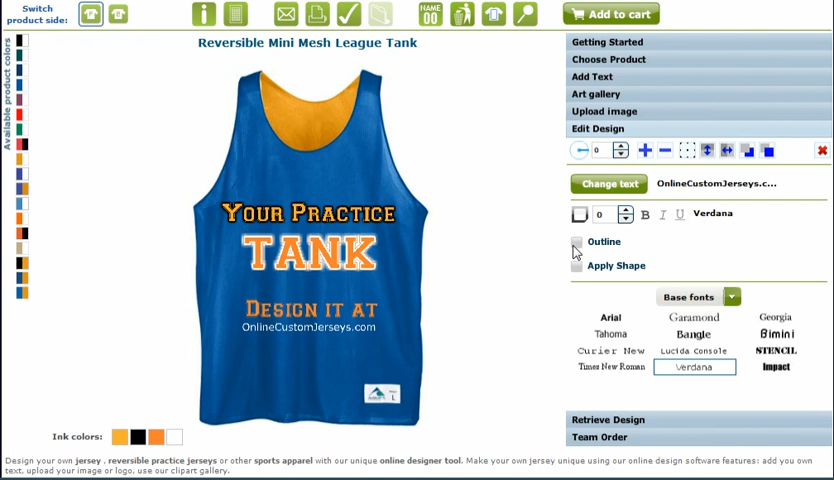 Switch
product side:
NAME
00
Add to cart
Available product colors
Reversible Mini Mesh League Tank
YOUR PRACTICE
TANK
DESIGN IT AT
OnlineCustomJerseys.com
L
Ink colors:
Getting Started
Choose Product
Add Text
Art gallery
Upload image
Edit Design
0
Change text OnlineCustomJerseys.c...
0 B I U Verdana
Outline
Apply Shape
Base fonts
Arial Garamond Georgia
Tahoma Bangle Bimini
Curier New Lucida Console STENCIL
Times New Roman Verdana Impact
Retrieve Design
Team Order
Design your own jersey , reversible practice jerseys or other sports apparel with our unique online designer tool. Make your own jersey unique using our online design software features: add you own
text, upload your image or logo, use our clipart gallery.